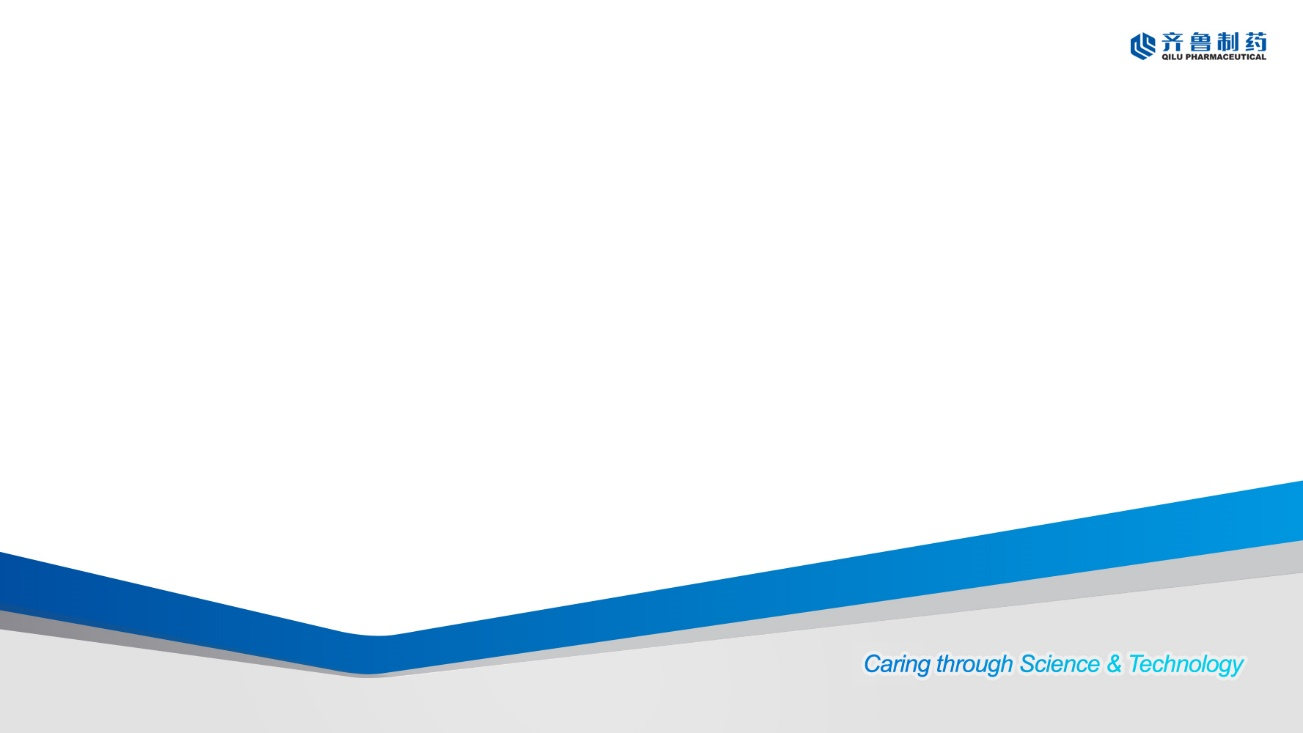 齐鲁制药
QILU PHARMACEUTICAL
Caring through Science & Technology